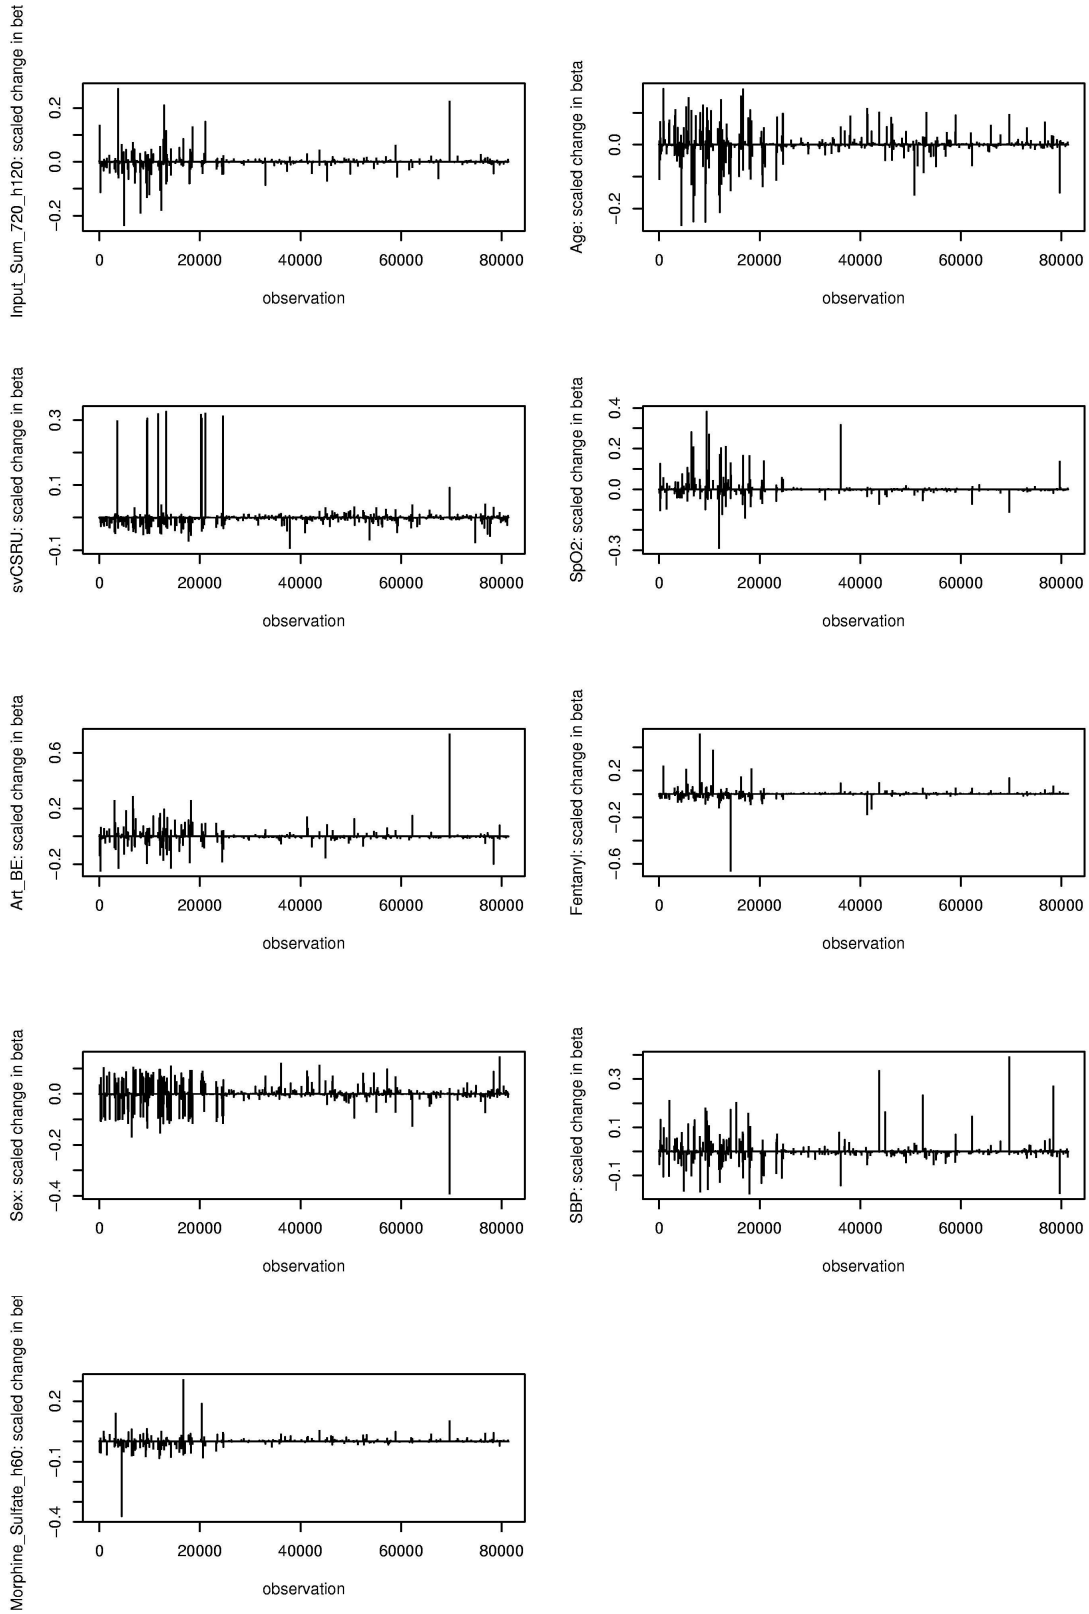 Input_Sum_720_h120: scaled change in bet
0.2
0.0
−0.2
0 20000 40000 60000 80000
observation
Age: scaled change in beta
0.0
−0.2
0 20000 40000 60000 80000
observation
svCSRU: scaled change in beta
0.3
0.1
−0.1
0 20000 40000 60000 80000
observation
SpO2: scaled change in beta
0.4
0.2
0.0
−0.3
0 20000 40000 60000 80000
observation
Art_BE: scaled change in beta
0.6
0.2
−0.2
0 20000 40000 60000 80000
observation
Fentanyl: scaled change in beta
0.2
−0.2
−0.6
0 20000 40000 60000 80000
observation
Sex: scaled change in beta
0.0
−0.2
−0.4
0 20000 40000 60000 80000
observation
SBP: scaled change in beta
0.3
0.1
−0.1
0 20000 40000 60000 80000
observation
Morphine_Sulfate_h60: scaled change in bet
0.2
−0.1
−0.4
0 20000 40000 60000 80000
observation